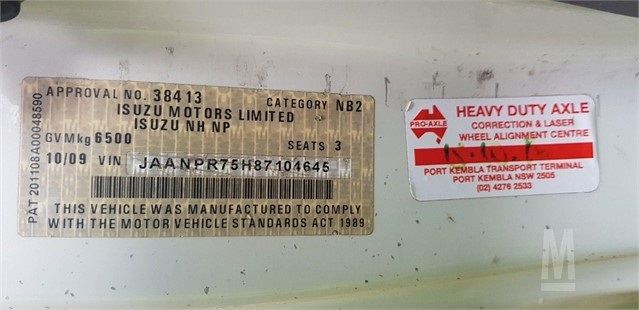 APPROVAL NO. 38413 CATEGORY NB2
ISUZU MOTORS LIMITED
ISUZU NH NP
GVMkg 6500 SEATS 3
10/09 VIN JAANPR75H87104645
THIS VEHICLE WAS MANUFACTURED TO COMPLY
WITH THE MOTOR VEHICLE STANDARDS ACT 1989
PAT 201108A00048590
PRO-AXLE
HEAVY DUTY AXLE
CORRECTION & LASER
WHEEL ALIGNMENT CENTRE
PORT KEMBLA TRANSPORT TERMINAL
PORT KEMBLA NSW 2505
(02) 4276 2533
M